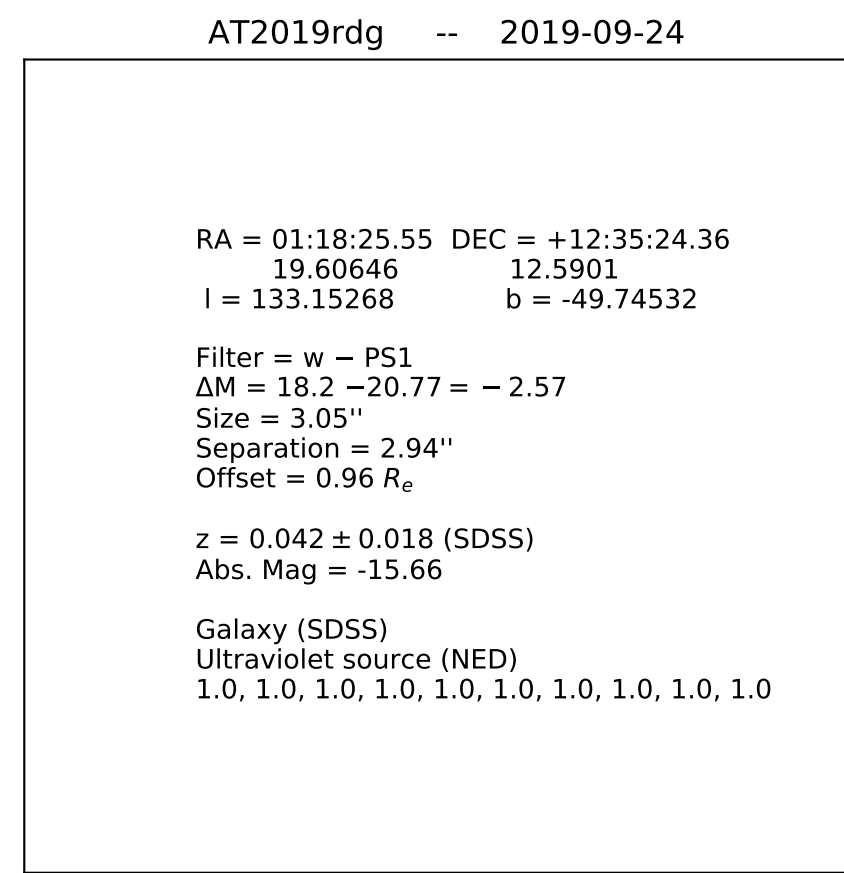 AT2019rdg -- 2019-09-24
RA = 01:18:25.55 DEC = +12:35:24.36
19.60646 12.5901
l = 133.15268 b = -49.74532
Filter = w − PS1
ΔM = 18.2 −20.77 = − 2.57
Size = 3.05''
Separation = 2.94''
Offset = 0.96 Rₑ
z = 0.042 ± 0.018 (SDSS)
Abs. Mag = -15.66
Galaxy (SDSS)
Ultraviolet source (NED)
1.0, 1.0, 1.0, 1.0, 1.0, 1.0, 1.0, 1.0, 1.0, 1.0